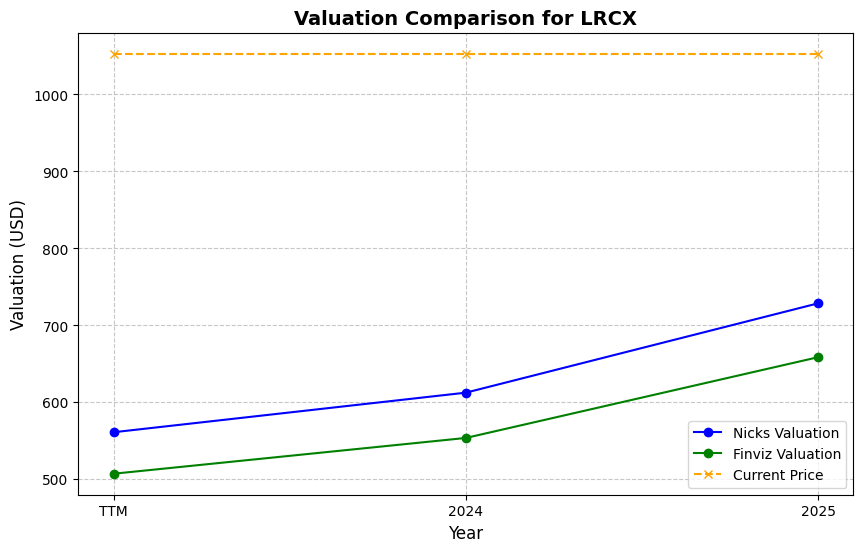 Valuation Comparison for LRCX
Valuation (USD)
1000
900
800
700
600
500
TTM
2024
2025
Year
Nicks Valuation
Finviz Valuation
Current Price